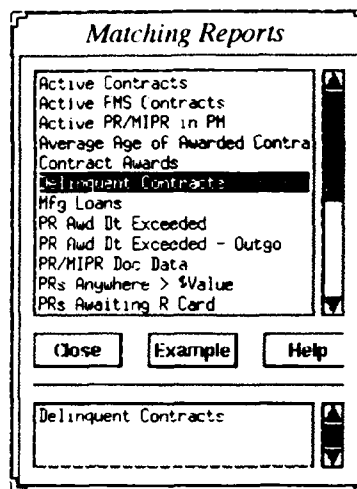 Matching Reports
Active Contracts
Active FMS Contracts
Active PR/MIPR in PM
Average Age of Awarded Contra
Contract Awards
Delinquent Contracts
Mfg Loans
PR Awd Dt Exceeded
PR Awd Dt Exceeded - Outgo
PR/MIPR Doc Data
PRs Anywhere > $Value
PRs Awaiting R Card
Close Example Help
Delinquent Contracts